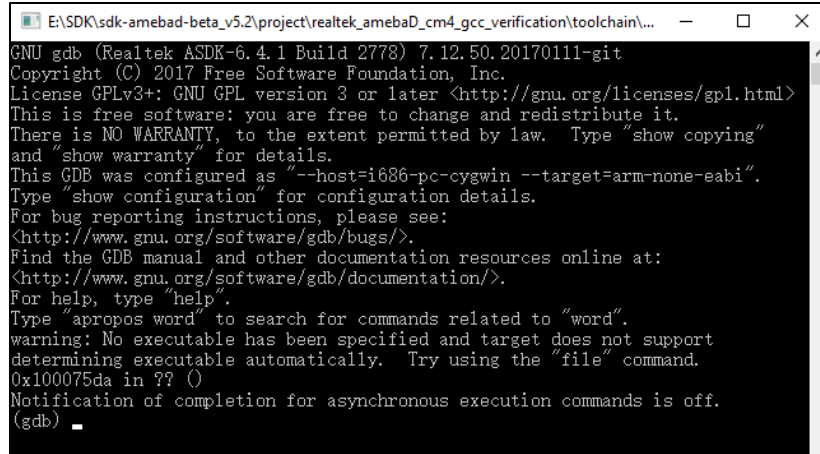 E:\SDK\sdk-amebad-beta_v5.2\project\realtek_amebaD_cm4_gcc_verification\toolchain\...
GNU gdb (Realtek ASDK-6.4.1 Build 2778) 7.12.50.20170111-git
Copyright (C) 2017 Free Software Foundation, Inc.
License GPLv3+: GNU GPL version 3 or later <http://gnu.org/licenses/gpl.html>
This is free software: you are free to change and redistribute it.
There is NO WARRANTY, to the extent permitted by law.  Type "show copying"
and "show warranty" for details.
This GDB was configured as "--host=i686-pc-cygwin --target=arm-none-eabi".
Type "show configuration" for configuration details.
For bug reporting instructions, please see:
<http://www.gnu.org/software/gdb/bugs/>.
Find the GDB manual and other documentation resources online at:
<http://www.gnu.org/software/gdb/documentation/>.
For help, type "help".
Type "apropos word" to search for commands related to "word".
warning: No executable has been specified and target does not support
determining executable automatically.  Try using the "file" command.
0x100075da in ?? ()
Notification of completion for asynchronous execution commands is off.
(gdb) _